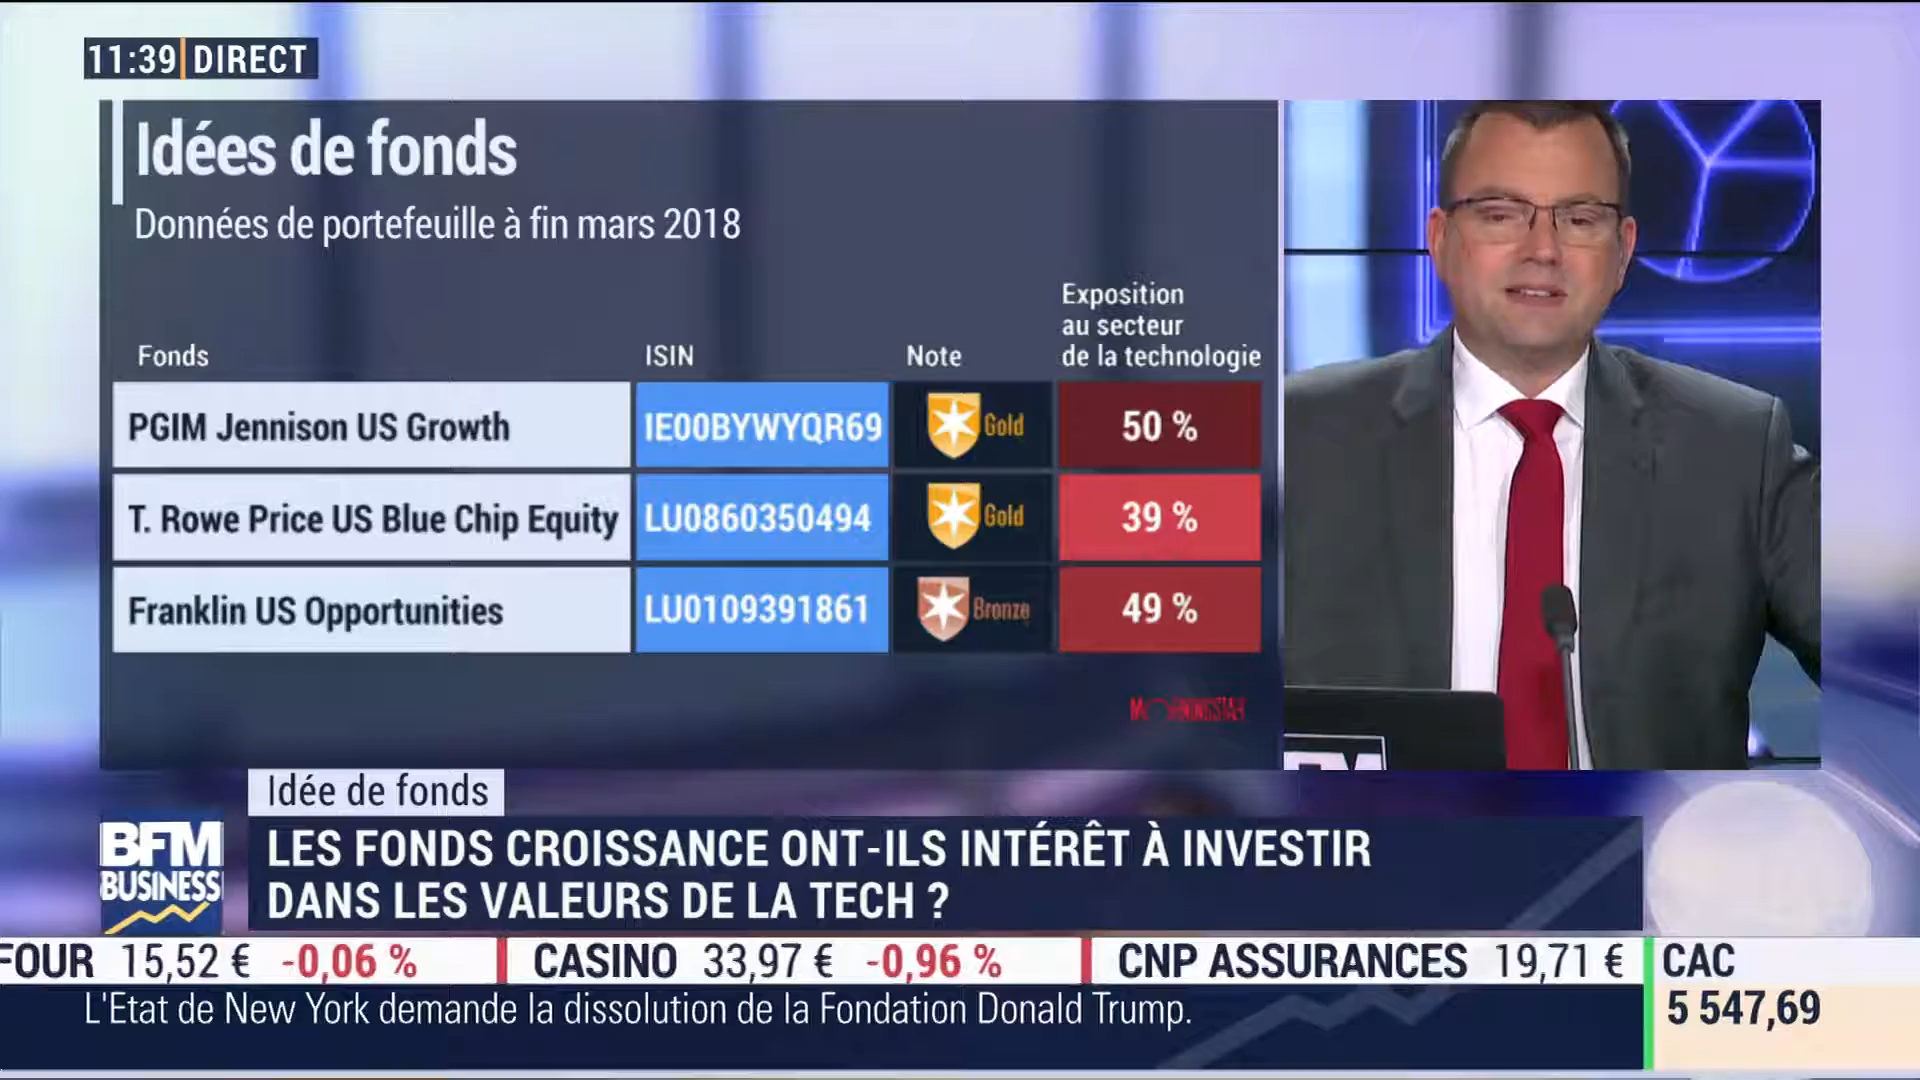 11:39 DIRECT
Idées de fonds
Données de portefeuille à fin mars 2018
Fonds ISIN Note Exposition au secteur de la technologie
PGIM Jennison US Growth IE00BYWYQR69 Gold 50 %
T. Rowe Price US Blue Chip Equity LU0860350494 Gold 39 %
Franklin US Opportunities LU0109391861 Bronze 49 %
MORNINGSTAR
Idée de fonds
BFM
BUSINESS
LES FONDS CROISSANCE ONT-ILS INTÉRÊT À INVESTIR
DANS LES VALEURS DE LA TECH ?
FOUR 15,52 € -0,06 % CASINO 33,97 € -0,96 % CNP ASSURANCES 19,71 €
CAC
5 547,69
L'Etat de New York demande la dissolution de la Fondation Donald Trump.